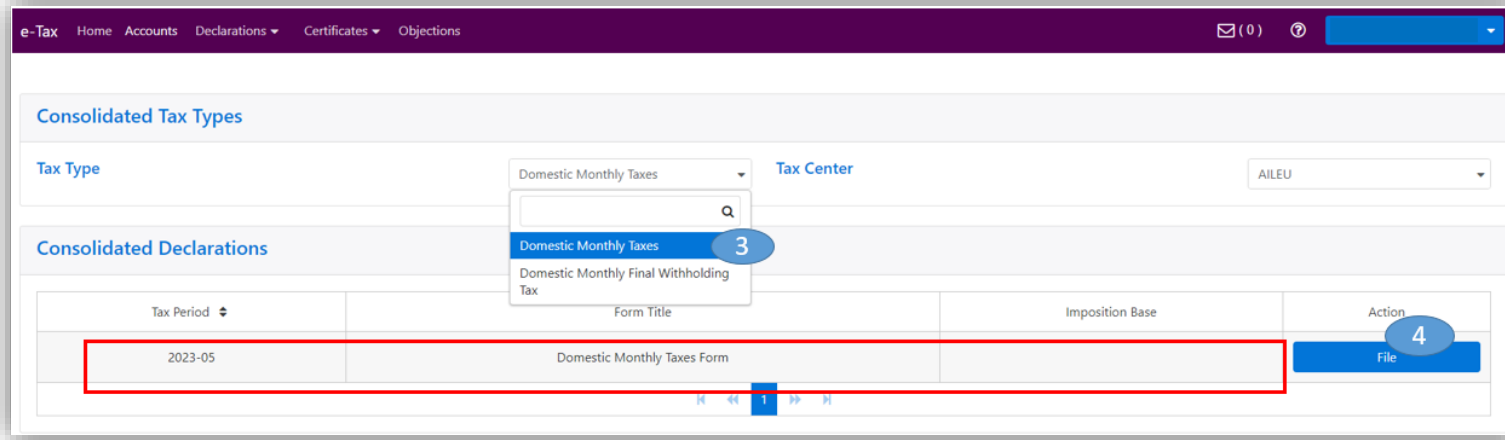 e-Tax Home Accounts Declarations Certificates Objections (0)
Consolidated Tax Types
Tax Type Domestic Monthly Taxes Tax Center AILEU
Domestic Monthly Taxes 3
Domestic Monthly Final Withholding
Tax
Consolidated Declarations
Tax Period Form Title Imposition Base Action
4
2023-05 Domestic Monthly Taxes Form File
1